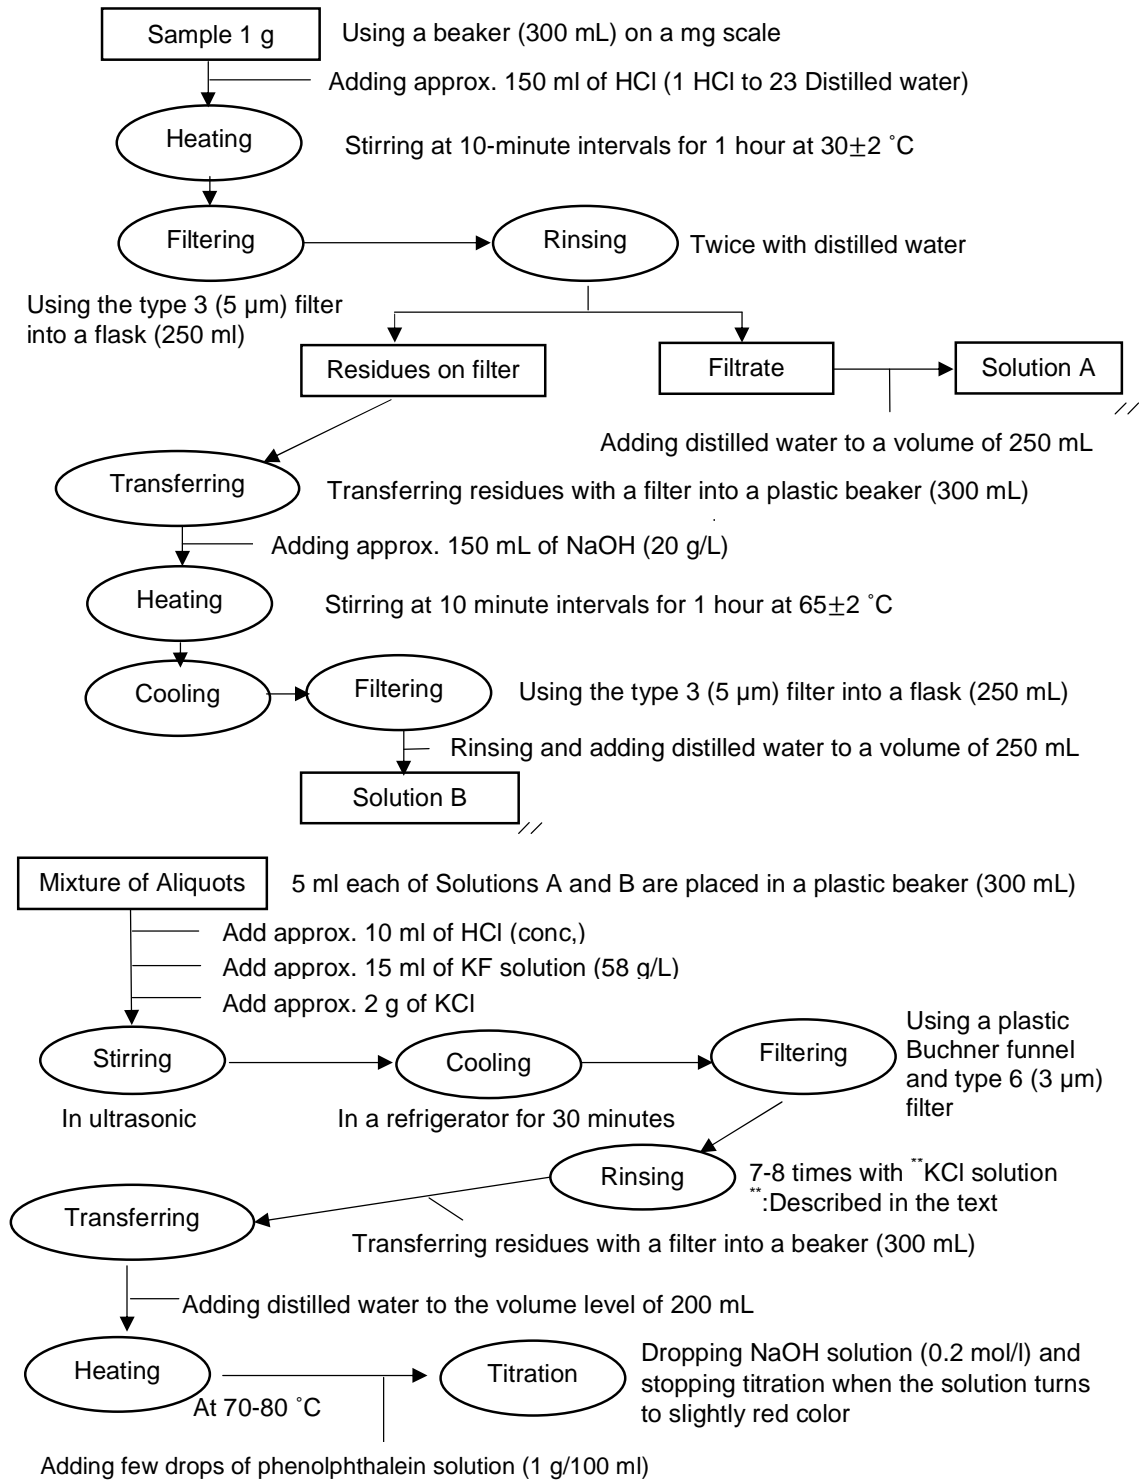 Sample 1 g
Using a beaker (300 mL) on a mg scale
Adding approx. 150 ml of HCl (1 HCl to 23 Distilled water)
Heating
Stirring at 10-minute intervals for 1 hour at 30±2 ˚C
Filtering
Rinsing
Twice with distilled water
Using the type 3 (5 µm) filter
into a flask (250 ml)
Residues on filter
Filtrate
Solution A
Adding distilled water to a volume of 250 mL
Transferring
Transferring residues with a filter into a plastic beaker (300 mL)
Adding approx. 150 mL of NaOH (20 g/L)
Heating
Stirring at 10 minute intervals for 1 hour at 65±2 ˚C
Cooling
Filtering
Using the type 3 (5 µm) filter into a flask (250 mL)
Rinsing and adding distilled water to a volume of 250 mL
Solution B
Mixture of Aliquots
5 ml each of Solutions A and B are placed in a plastic beaker (300 mL)
Add approx. 10 ml of HCl (conc,)
Add approx. 15 ml of KF solution (58 g/L)
Add approx. 2 g of KCl
Stirring
Cooling
Filtering
Using a plastic
Buchner funnel
and type 6 (3 µm)
filter
In ultrasonic
In a refrigerator for 30 minutes
Rinsing
7-8 times with **KCl solution
**:Described in the text
Transferring
Transferring residues with a filter into a beaker (300 mL)
Adding distilled water to the volume level of 200 mL
Heating
At 70-80 ˚C
Titration
Dropping NaOH solution (0.2 mol/l) and
stopping titration when the solution turns
to slightly red color
Adding few drops of phenolphthalein solution (1 g/100 ml)